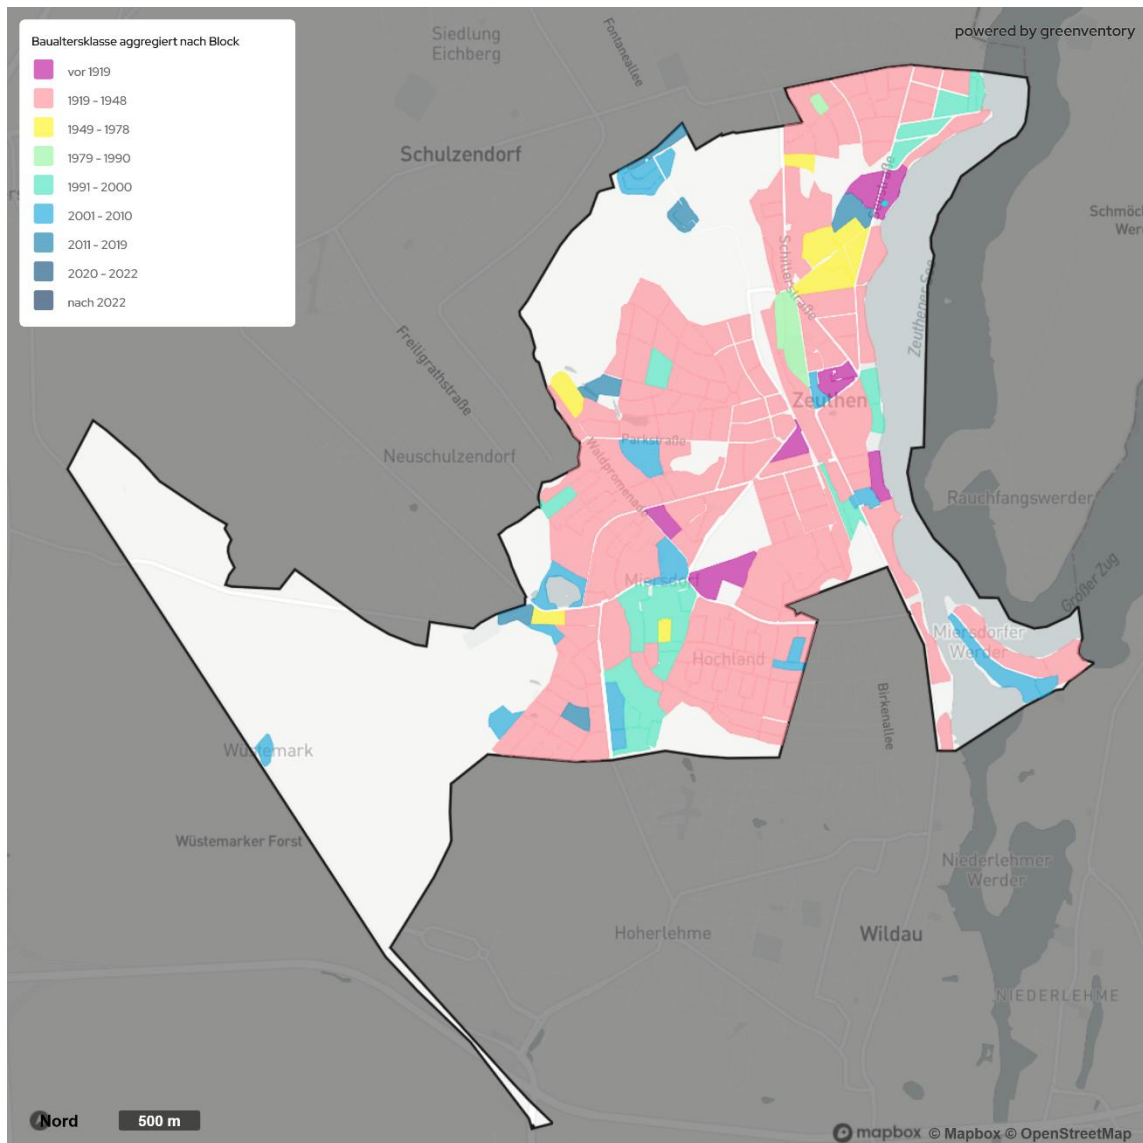 Baualtersklasse aggregiert nach Block
vor 1919
1919 - 1948
1949 - 1978
1979 - 1990
1991 - 2000
2001 - 2010
2011 - 2019
2020 - 2022
nach 2022
powered by greenventory
Siedlung
Eichberg
Fontaneallee
Schulzendorf
Schmöck
Wer
Schillerstraße
Zeuthener See
Freiligrathstraße
Zeuthen
Parkstraße
Neuschulzendorf
Waldpromenade
Rauchfangswerder
Großer Zug
Miersdorf
Miersdorfer
Werder
Hochland
Birkenallee
Wüstemark
Wüstemarker Forst
Niederlehmer
Werder
Hoherlehme
Wildau
NIEDERLEHME
Nord
500 m
mapbox © Mapbox © OpenStreetMap